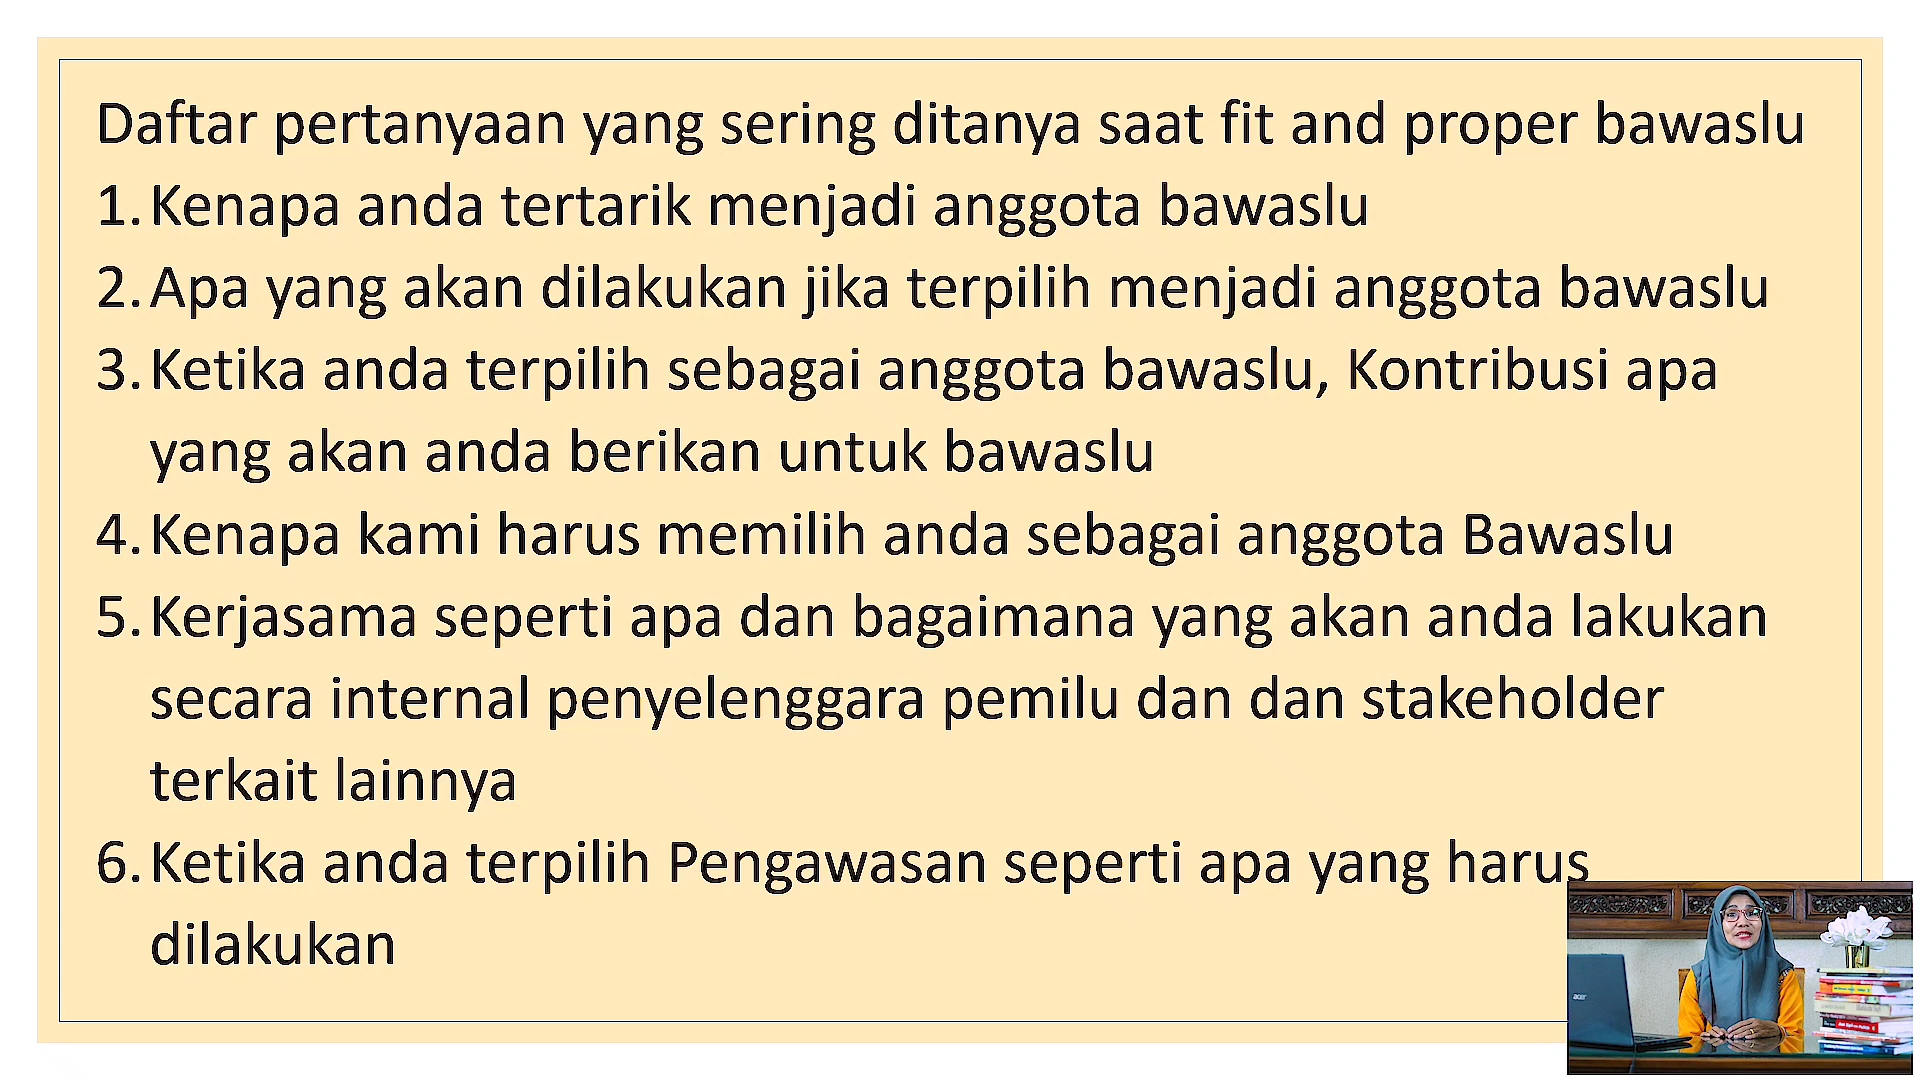 Daftar pertanyaan yang sering ditanya saat fit and proper bawaslu
1. Kenapa anda tertarik menjadi anggota bawaslu
2. Apa yang akan dilakukan jika terpilih menjadi anggota bawaslu
3. Ketika anda terpilih sebagai anggota bawaslu, Kontribusi apa
yang akan anda berikan untuk bawaslu
4. Kenapa kami harus memilih anda sebagai anggota Bawaslu
5. Kerjasama seperti apa dan bagaimana yang akan anda lakukan
secara internal penyelenggara pemilu dan dan stakeholder
terkait lainnya
6. Ketika anda terpilih Pengawasan seperti apa yang harus
dilakukan
acer